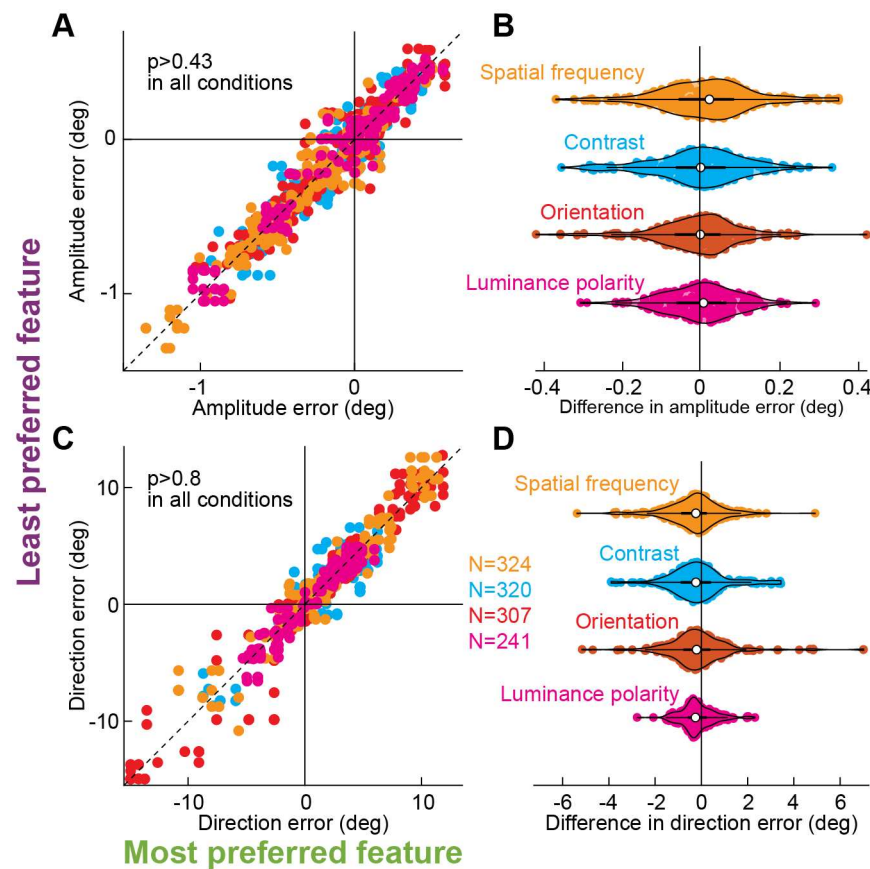 A
p>0.43
in all conditions
0
-1
Amplitude error (deg)
-1
0
Amplitude error (deg)
B
Spatial frequency
Contrast
Orientation
Luminance polarity
-0.4
-0.2
0
0.2
0.4
Difference in amplitude error (deg)
Least preferred feature
C
p>0.8
in all conditions
10
0
-10
Direction error (deg)
-10
0
10
Direction error (deg)
Most preferred feature
N=324
N=320
N=307
N=241
D
Spatial frequency
Contrast
Orientation
Luminance polarity
-6
-4
-2
0
2
4
6
Difference in direction error (deg)